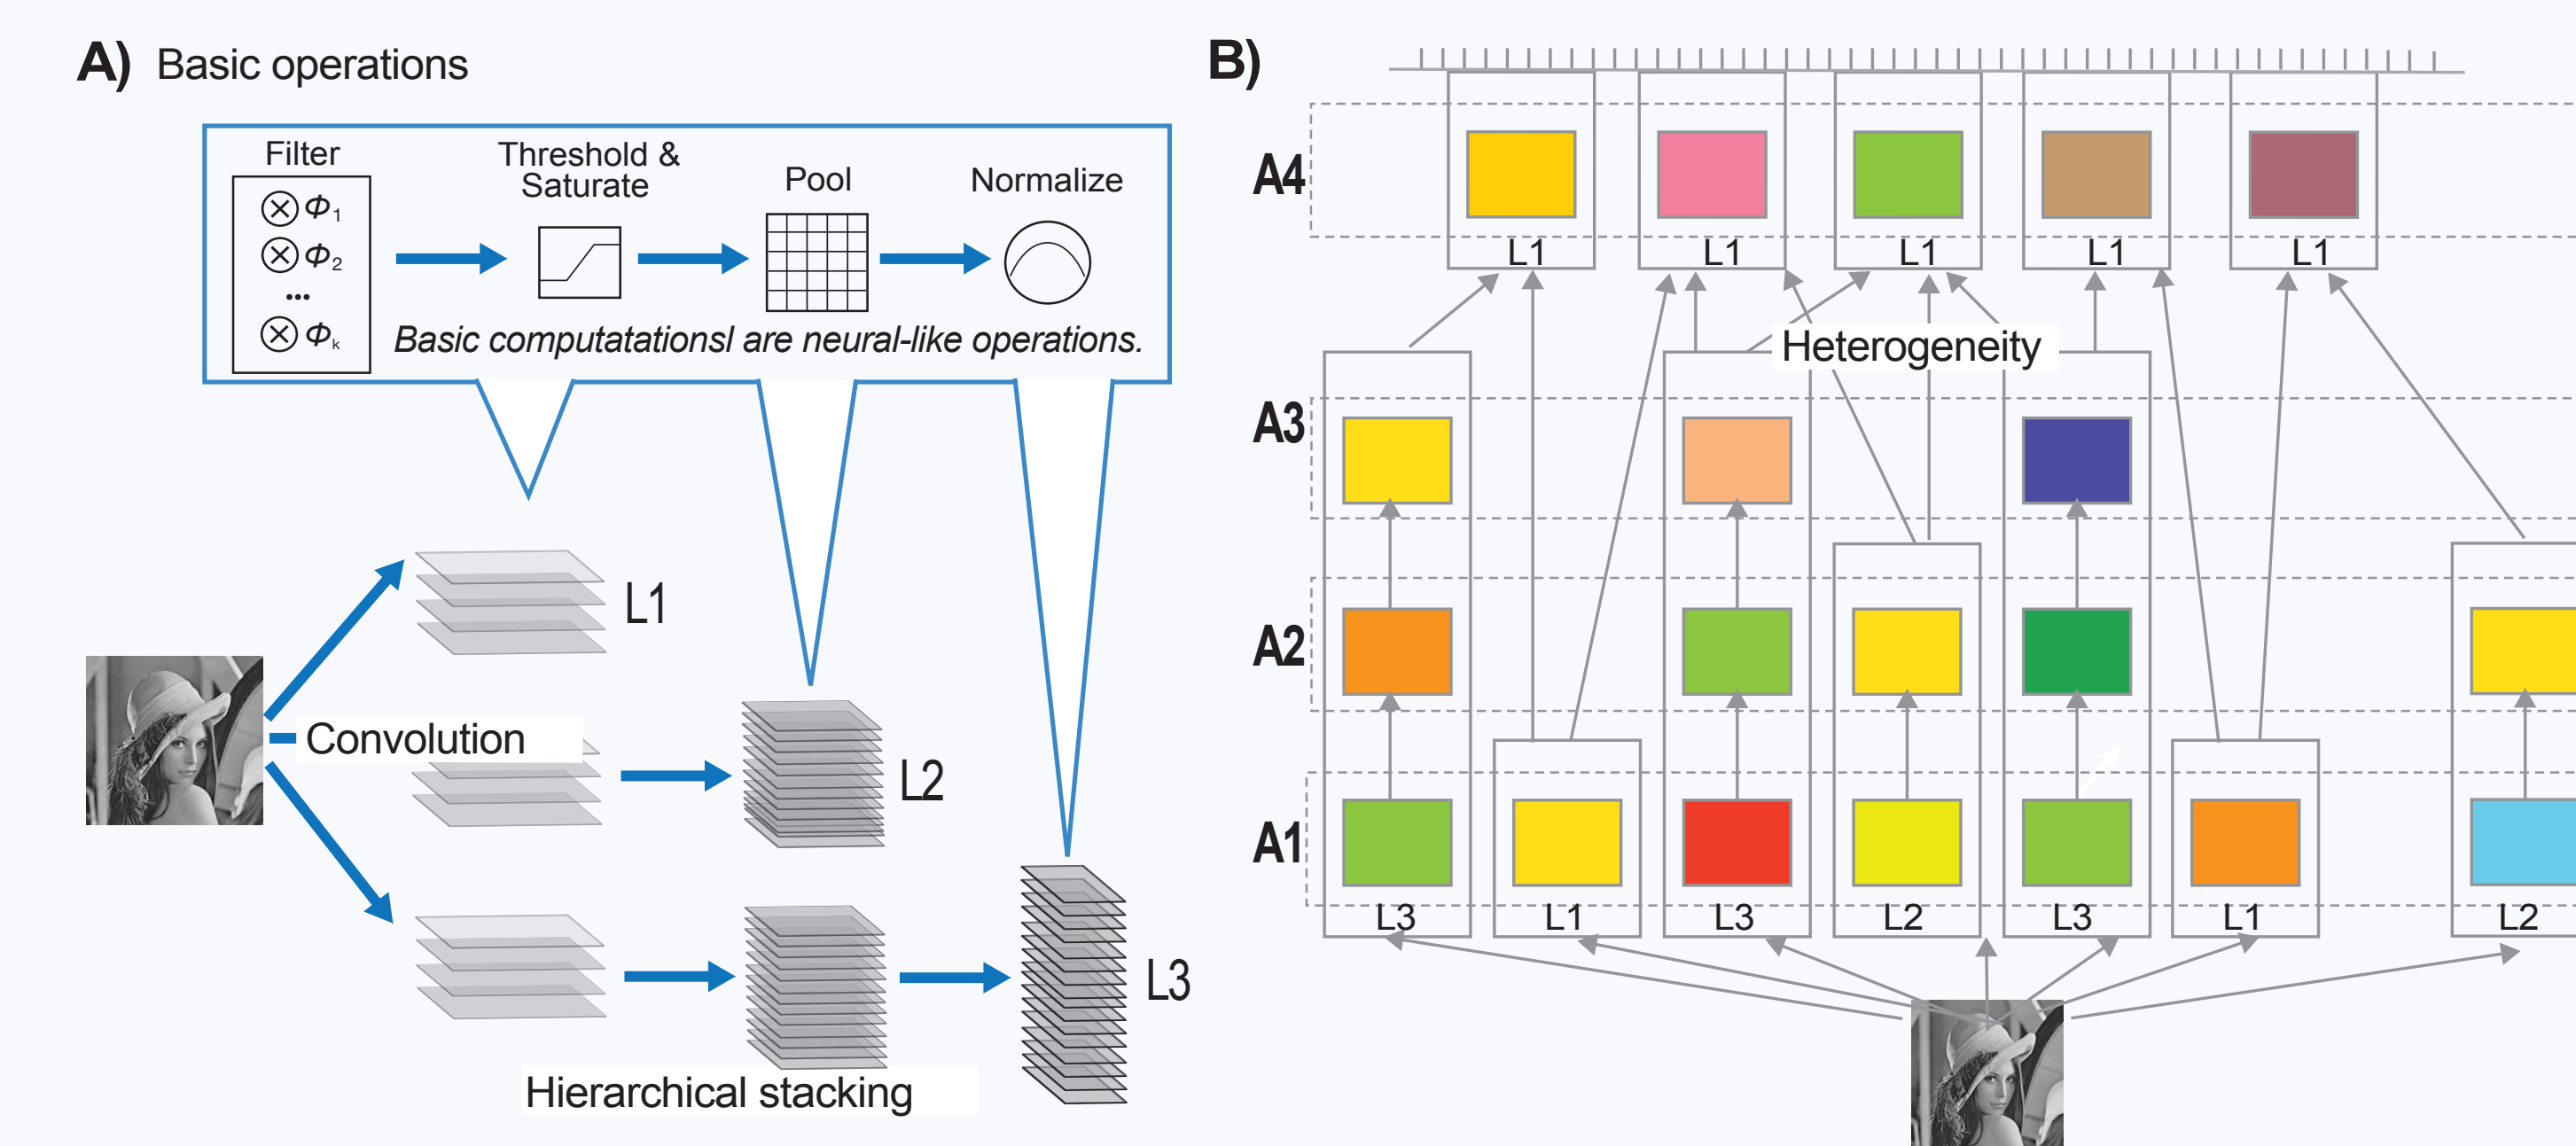 A) Basic operations
Filter
Φ1
Φ2
...
Φk
Threshold &
Saturate
Pool
Normalize
Basic computatationsl are neural-like operations.
L1
Convolution
L2
L3
Hierarchical stacking
B)
A4
L1 L1 L1 L1 L1
Heterogeneity
A3
A2
A1
L3 L1 L3 L2 L3 L1 L2